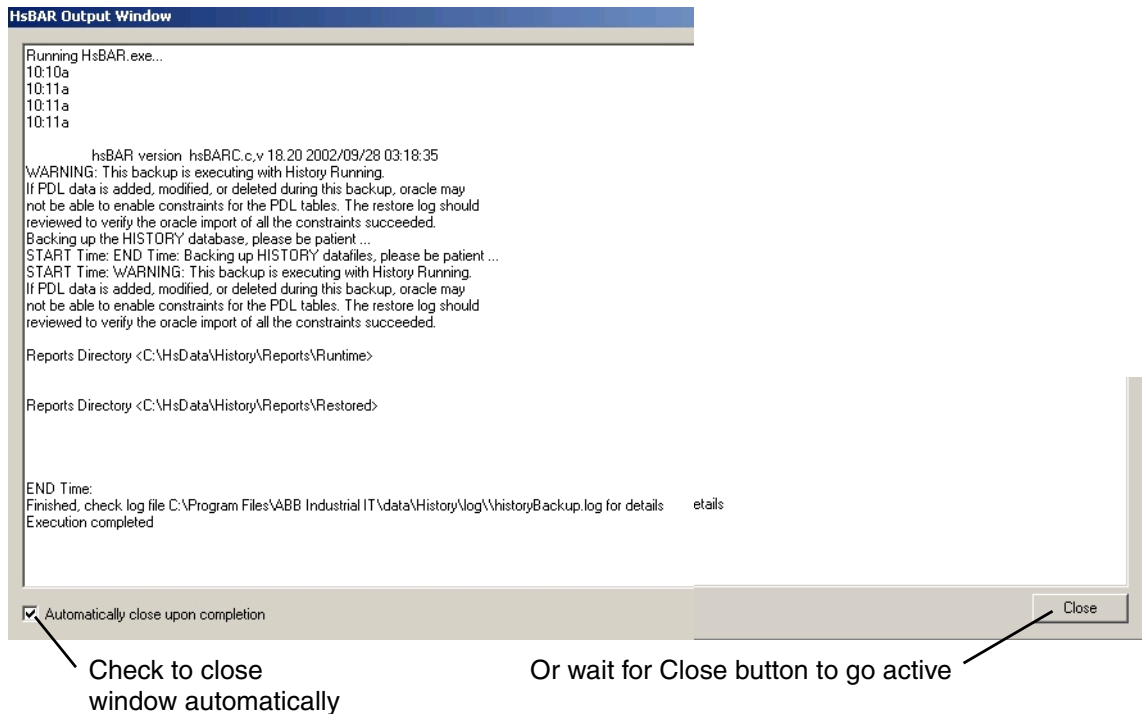 HsBAR Output Window
Running HsBAR.exe...
10:10a
10:11a
10:11a
10:11a
hsBAR version hsBARC.c,v 18.20 2002/09/28 03:18:35
WARNING: This backup is executing with History Running.
If PDL data is added, modified, or deleted during this backup, oracle may
not be able to enable constraints for the PDL tables. The restore log should
reviewed to verify the oracle import of all the constraints succeeded.
Backing up the HISTORY database, please be patient ...
START Time: END Time: Backing up HISTORY datafiles, please be patient ...
START Time: WARNING: This backup is executing with History Running.
If PDL data is added, modified, or deleted during this backup, oracle may
not be able to enable constraints for the PDL tables. The restore log should
reviewed to verify the oracle import of all the constraints succeeded.
Reports Directory <C:\HsData\History\Reports\Runtime>
Reports Directory <C:\HsData\History\Reports\Restored>
END Time:
Finished, check log file C:\Program Files\ABB Industrial IT\data\History\log\\historyBackup.log for details etails
Execution completed
Automatically close upon completion
Close
Check to close
window automatically
Or wait for Close button to go active